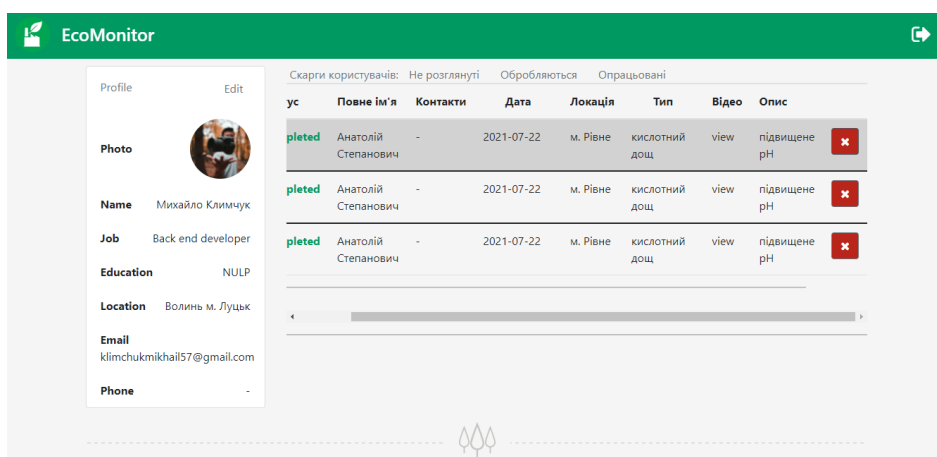 EcoMonitor
Profile
Edit
Photo
Name Михайло Климчук
Job Back end developer
Education NULP
Location Волинь м. Луцьк
Email
klimchukmikhail57@gmail.com
Phone -
Скарги користувачів: Не розглянуті Обробляються Опрацьовані
ус Повне ім'я Контакти Дата Локація Тип Відео Опис
pleted Анатолій - 2021-07-22 м. Рівне кислотний view підвищене
Степанович дощ pH
pleted Анатолій - 2021-07-22 м. Рівне кислотний view підвищене
Степанович дощ pH
pleted Анатолій - 2021-07-22 м. Рівне кислотний view підвищене
Степанович дощ pH